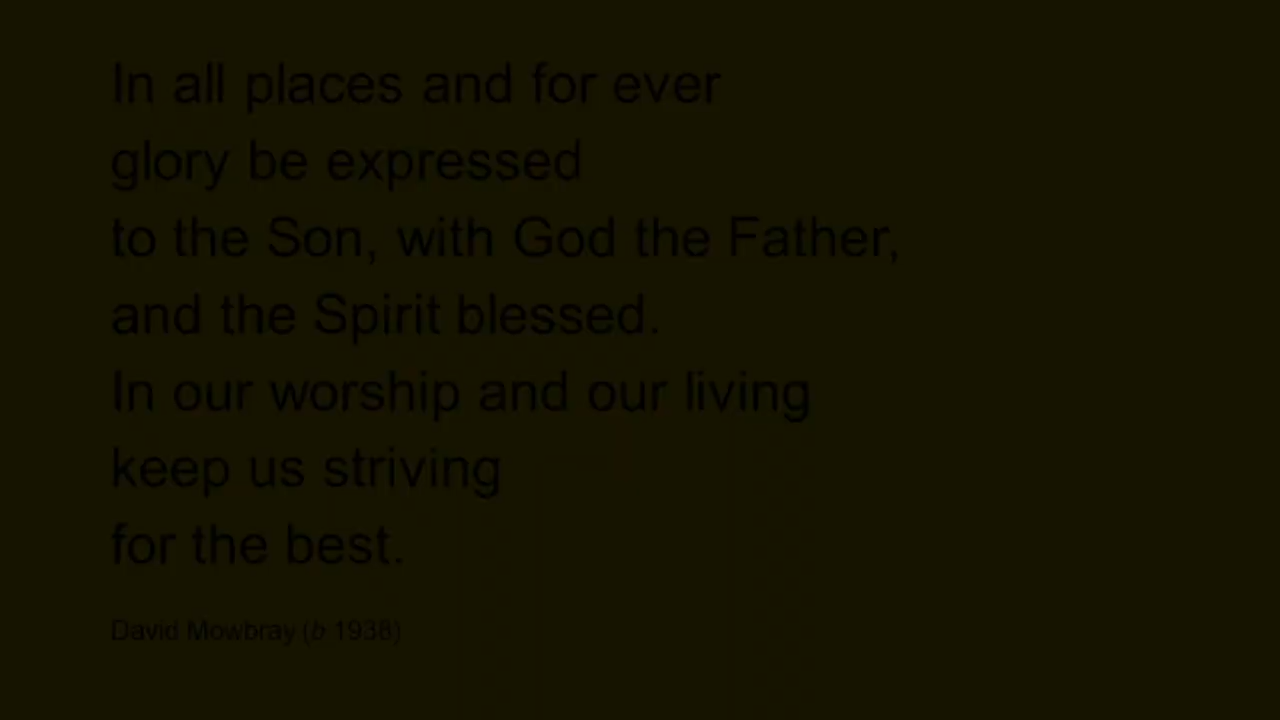 In all places and for ever
glory be expressed
to the Son, with God the Father,
and the Spirit blessed.
In our worship and our living
keep us striving
for the best.
David Mowbray (b 1938)